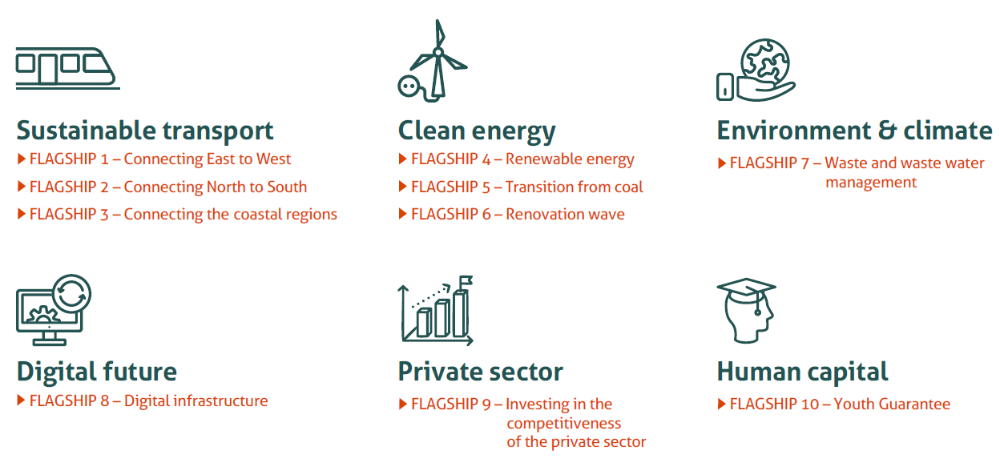 Sustainable transport
FLAGSHIP 1 – Connecting East to West
FLAGSHIP 2 – Connecting North to South
FLAGSHIP 3 – Connecting the coastal regions
Clean energy
FLAGSHIP 4 – Renewable energy
FLAGSHIP 5 – Transition from coal
FLAGSHIP 6 – Renovation wave
Environment & climate
FLAGSHIP 7 – Waste and waste water
management
Digital future
FLAGSHIP 8 – Digital infrastructure
Private sector
FLAGSHIP 9 – Investing in the
competitiveness
of the private sector
Human capital
FLAGSHIP 10 – Youth Guarantee